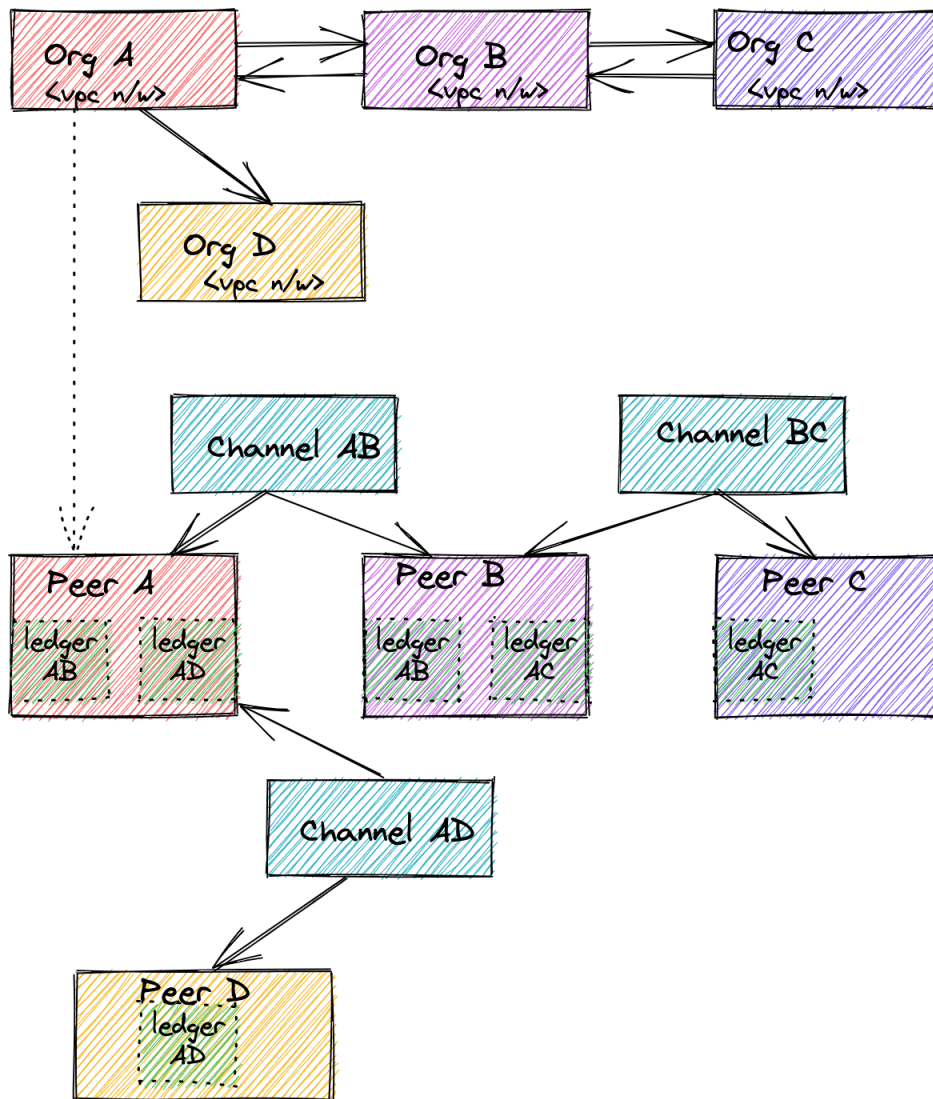 Org A
<vpc n/w>
Org B
<vpc n/w>
Org C
<vpc n/w>
Org D
<vpc n/w>
Channel AB
Channel BC
Peer A
ledger
AB
ledger
AD
Peer B
ledger
AB
ledger
AC
Peer C
ledger
AC
Channel AD
Peer D
ledger
AD